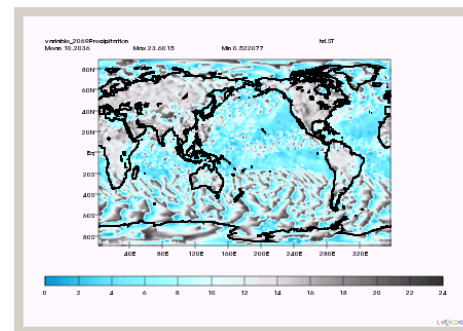 variable_2069Precipitation hrLST
Mean 10.2036 Max 23.6015 Min 0.522077
80N
60N
40N
20N
Eq
20S
40S
60S
80S
40E 80E 120E 160E 200E 240E 280E 320E
0 2 4 6 8 10 12 14 16 18 20 22 24